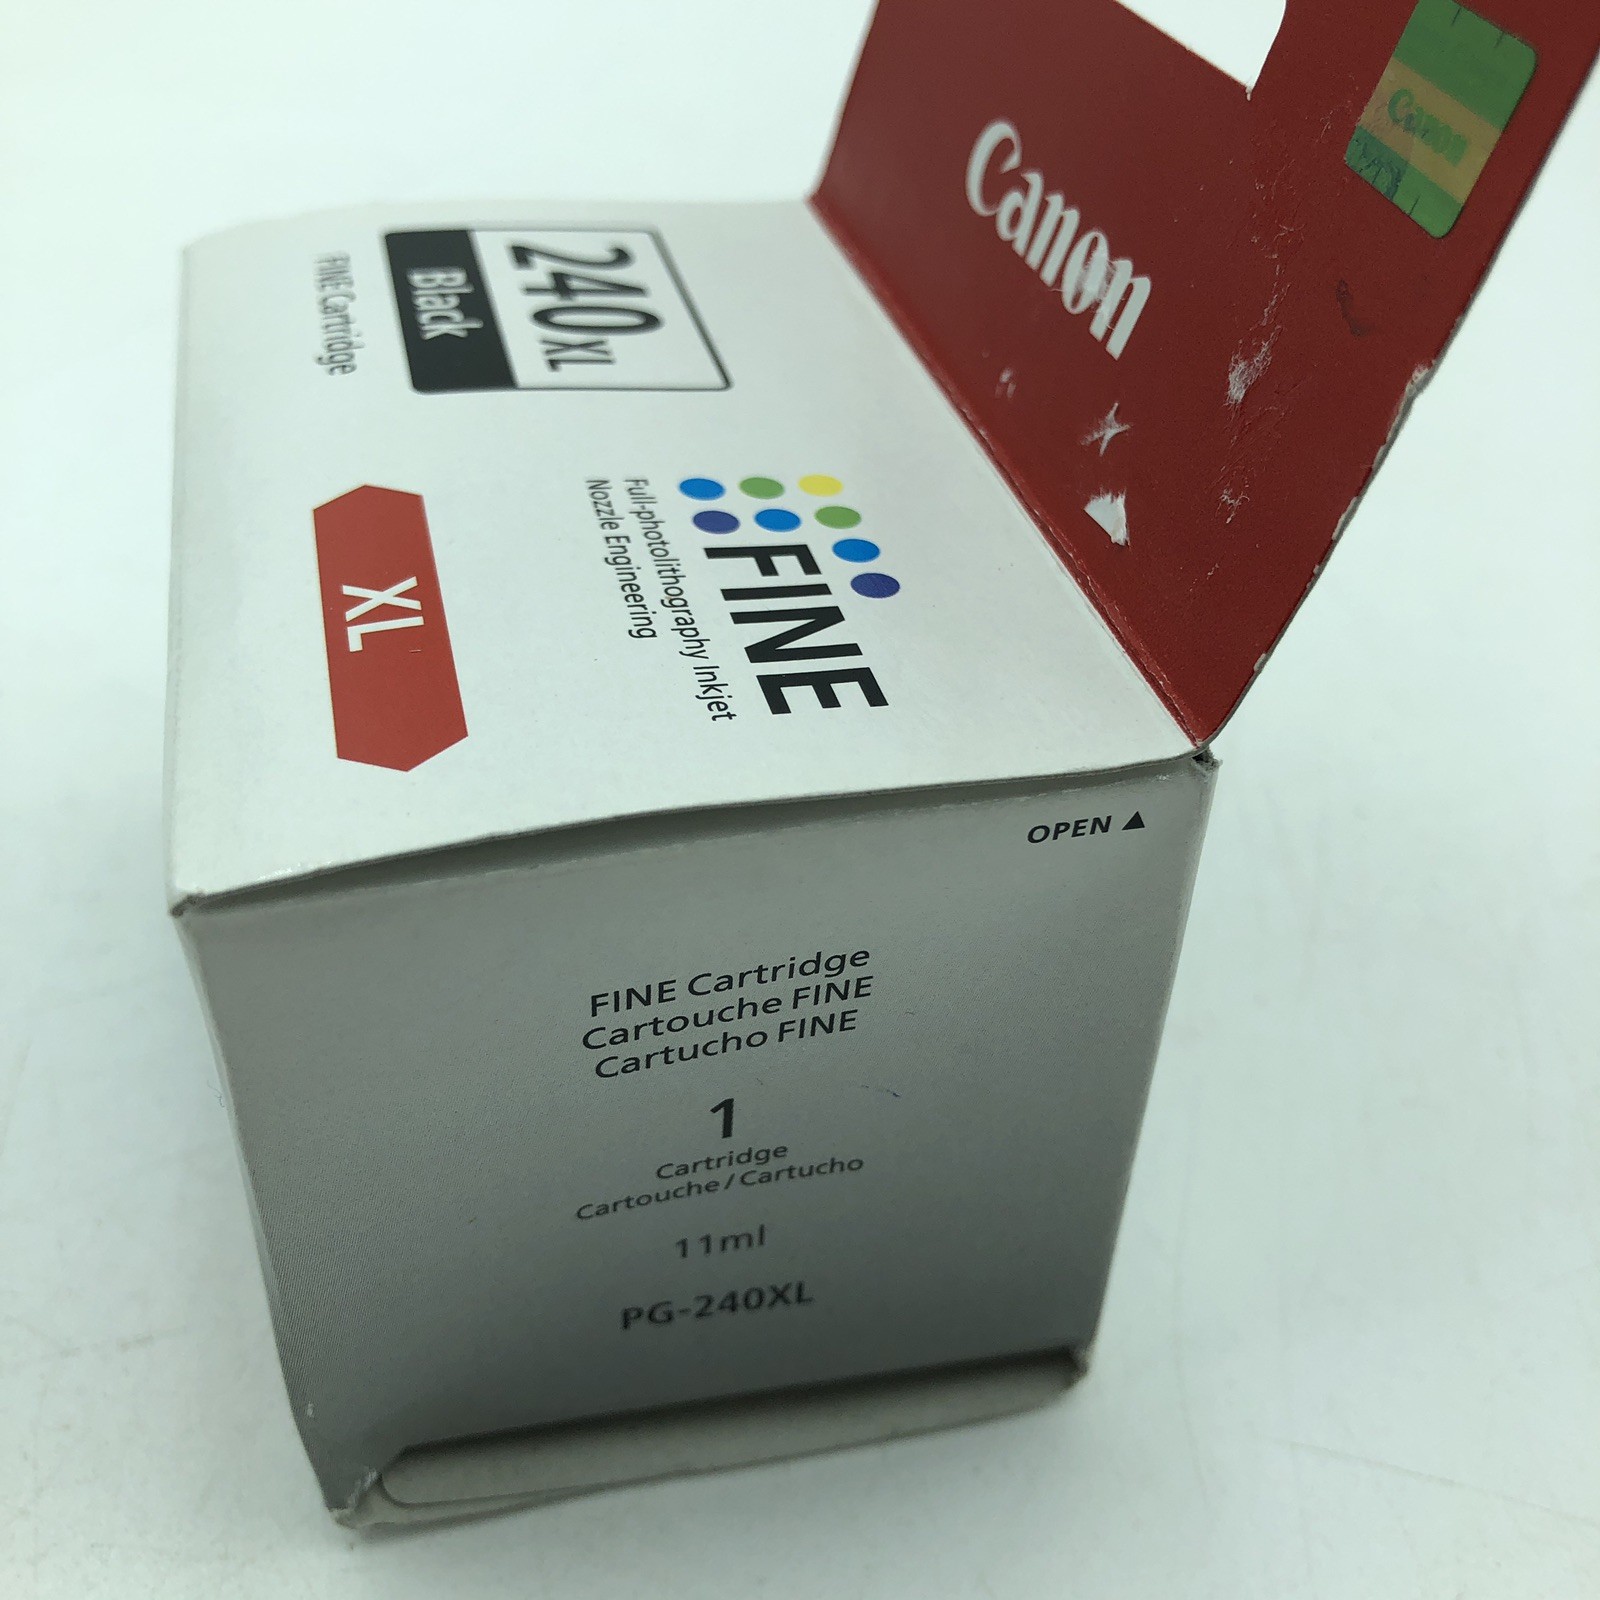 Canon
Canon
240XL
Black
FINE Cartridge
FINE
Full-photolithography Inkjet
Nozzle Engineering
XL
OPEN ▲
FINE Cartridge
Cartouche FINE
Cartucho FINE
1
Cartridge
Cartouche/Cartucho
11ml
PG-240XL